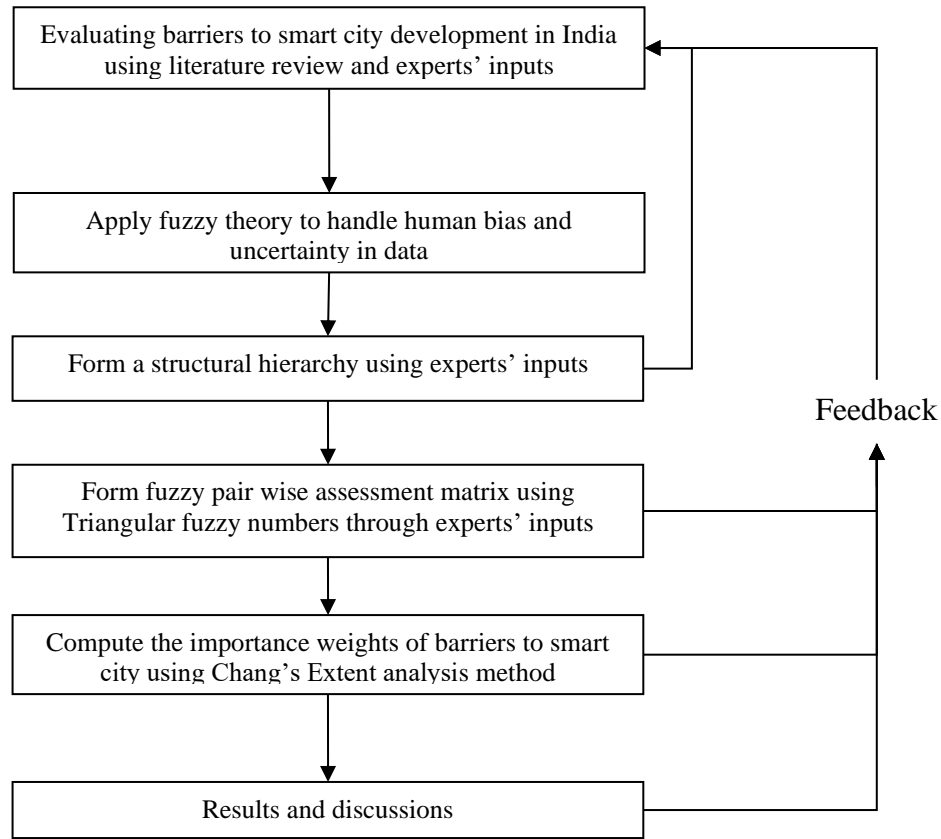 Evaluating barriers to smart city development in India
using literature review and experts’ inputs
Apply fuzzy theory to handle human bias and
uncertainty in data
Form a structural hierarchy using experts’ inputs
Feedback
Form fuzzy pair wise assessment matrix using
Triangular fuzzy numbers through experts’ inputs
Compute the importance weights of barriers to smart
city using Chang’s Extent analysis method
Results and discussions